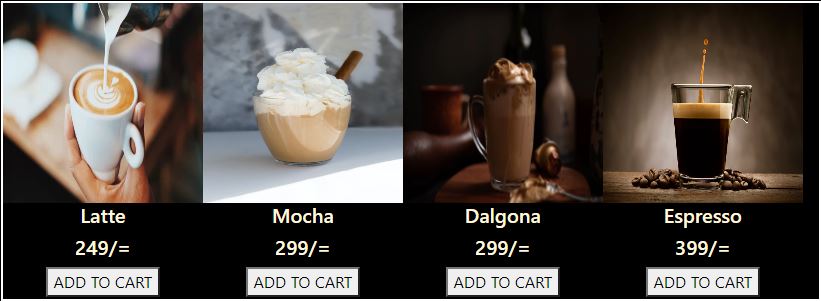 Latte
249/=
ADD TO CART
Mocha
299/=
ADD TO CART
Dalgona
299/=
ADD TO CART
Espresso
399/=
ADD TO CART